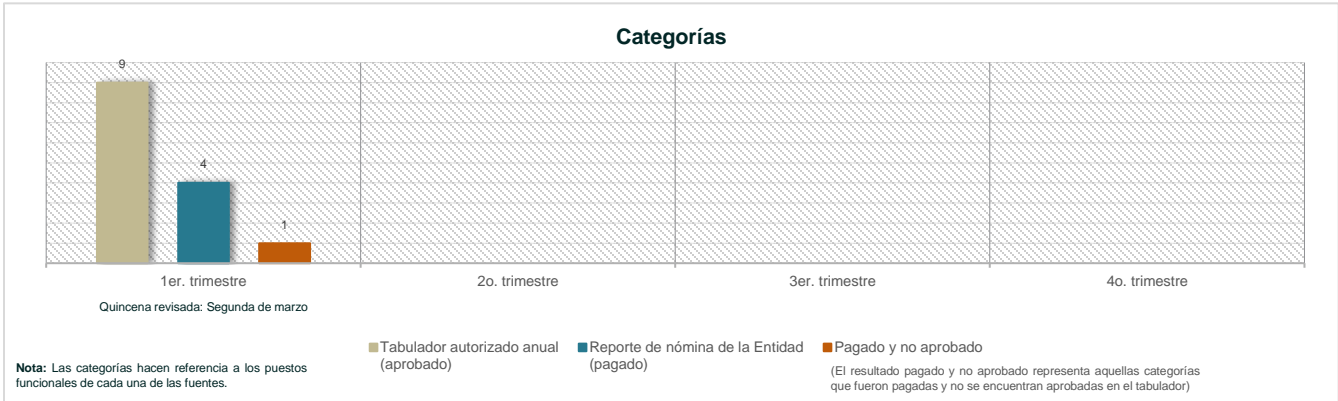 Categorías
9
4
1
1er. trimestre
2o. trimestre
3er. trimestre
4o. trimestre
Quincena revisada: Segunda de marzo
Tabulador autorizado anual
(aprobado)
Reporte de nómina de la Entidad
(pagado)
Pagado y no aprobado
(El resultado pagado y no aprobado representa aquellas categorías
que fueron pagadas y no se encuentran aprobadas en el tabulador)
Nota: Las categorías hacen referencia a los puestos
funcionales de cada una de las fuentes.